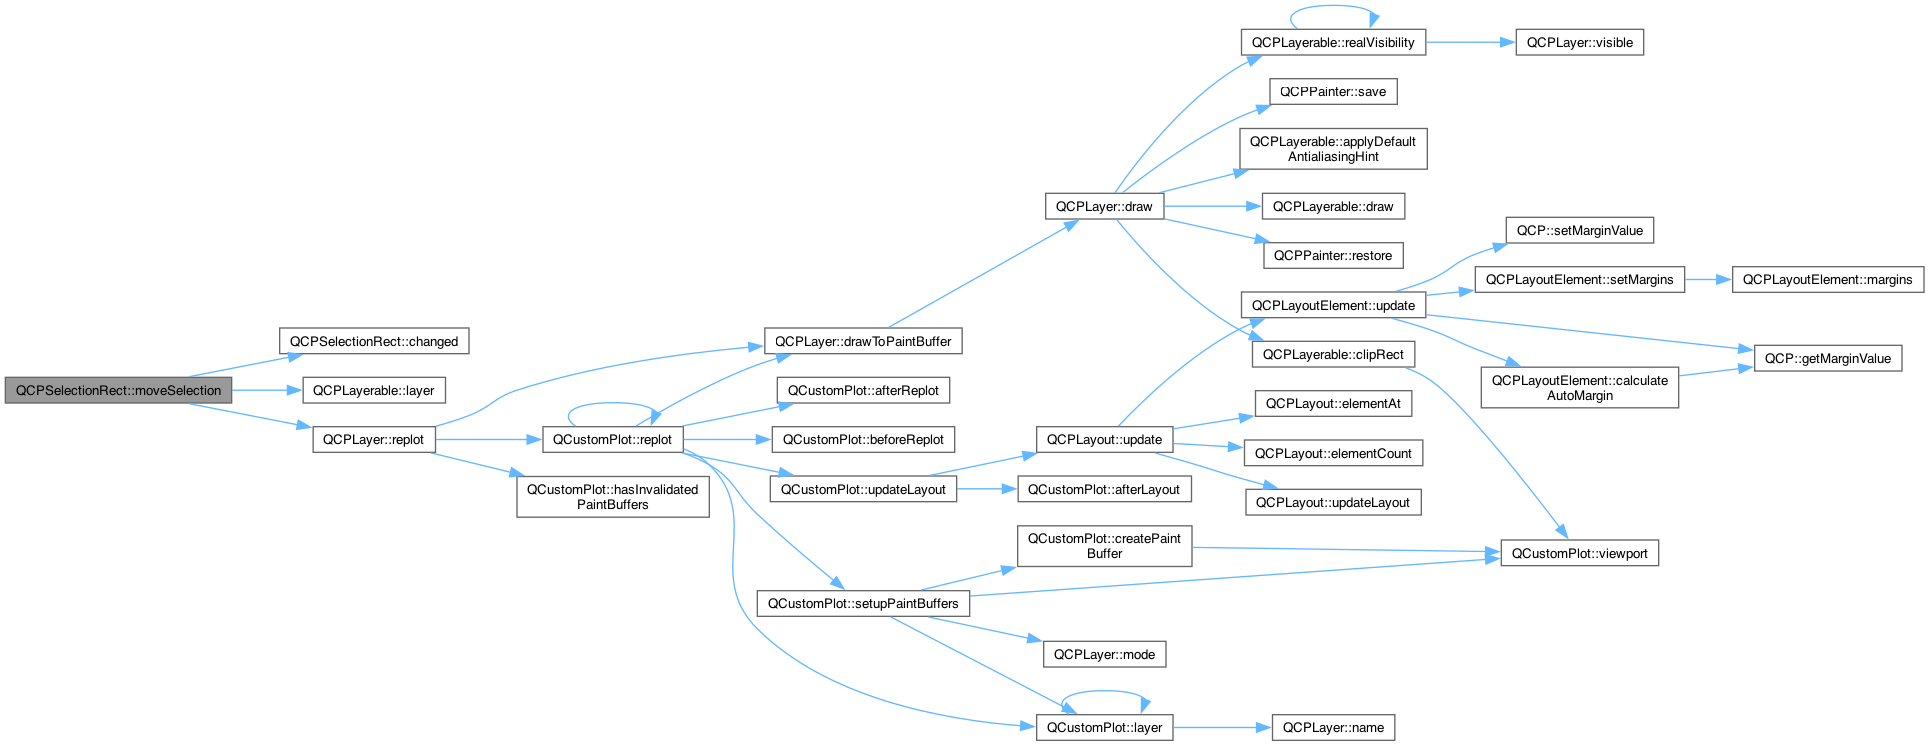 QCPSelectionRect::moveSelection
QCPSelectionRect::changed
QCPLayerable::layer
QCPLayer::replot
QCPLayer::drawToPaintBuffer
QCustomPlot::replot
QCustomPlot::hasInvalidated
PaintBuffers
QCustomPlot::afterReplot
QCustomPlot::beforeReplot
QCustomPlot::updateLayout
QCustomPlot::setupPaintBuffers
QCPLayer::draw
QCPLayout::update
QCustomPlot::afterLayout
QCustomPlot::createPaint
Buffer
QCPLayer::mode
QCustomPlot::layer
QCPLayerable::realVisibility
QCPPainter::save
QCPLayerable::applyDefault
AntialiasingHint
QCPLayerable::draw
QCPPainter::restore
QCPLayoutElement::update
QCPLayerable::clipRect
QCPLayout::elementAt
QCPLayout::elementCount
QCPLayout::updateLayout
QCPLayer::name
QCPLayer::visible
QCP::setMarginValue
QCPLayoutElement::setMargins
QCPLayoutElement::calculate
AutoMargin
QCustomPlot::viewport
QCPLayoutElement::margins
QCP::getMarginValue